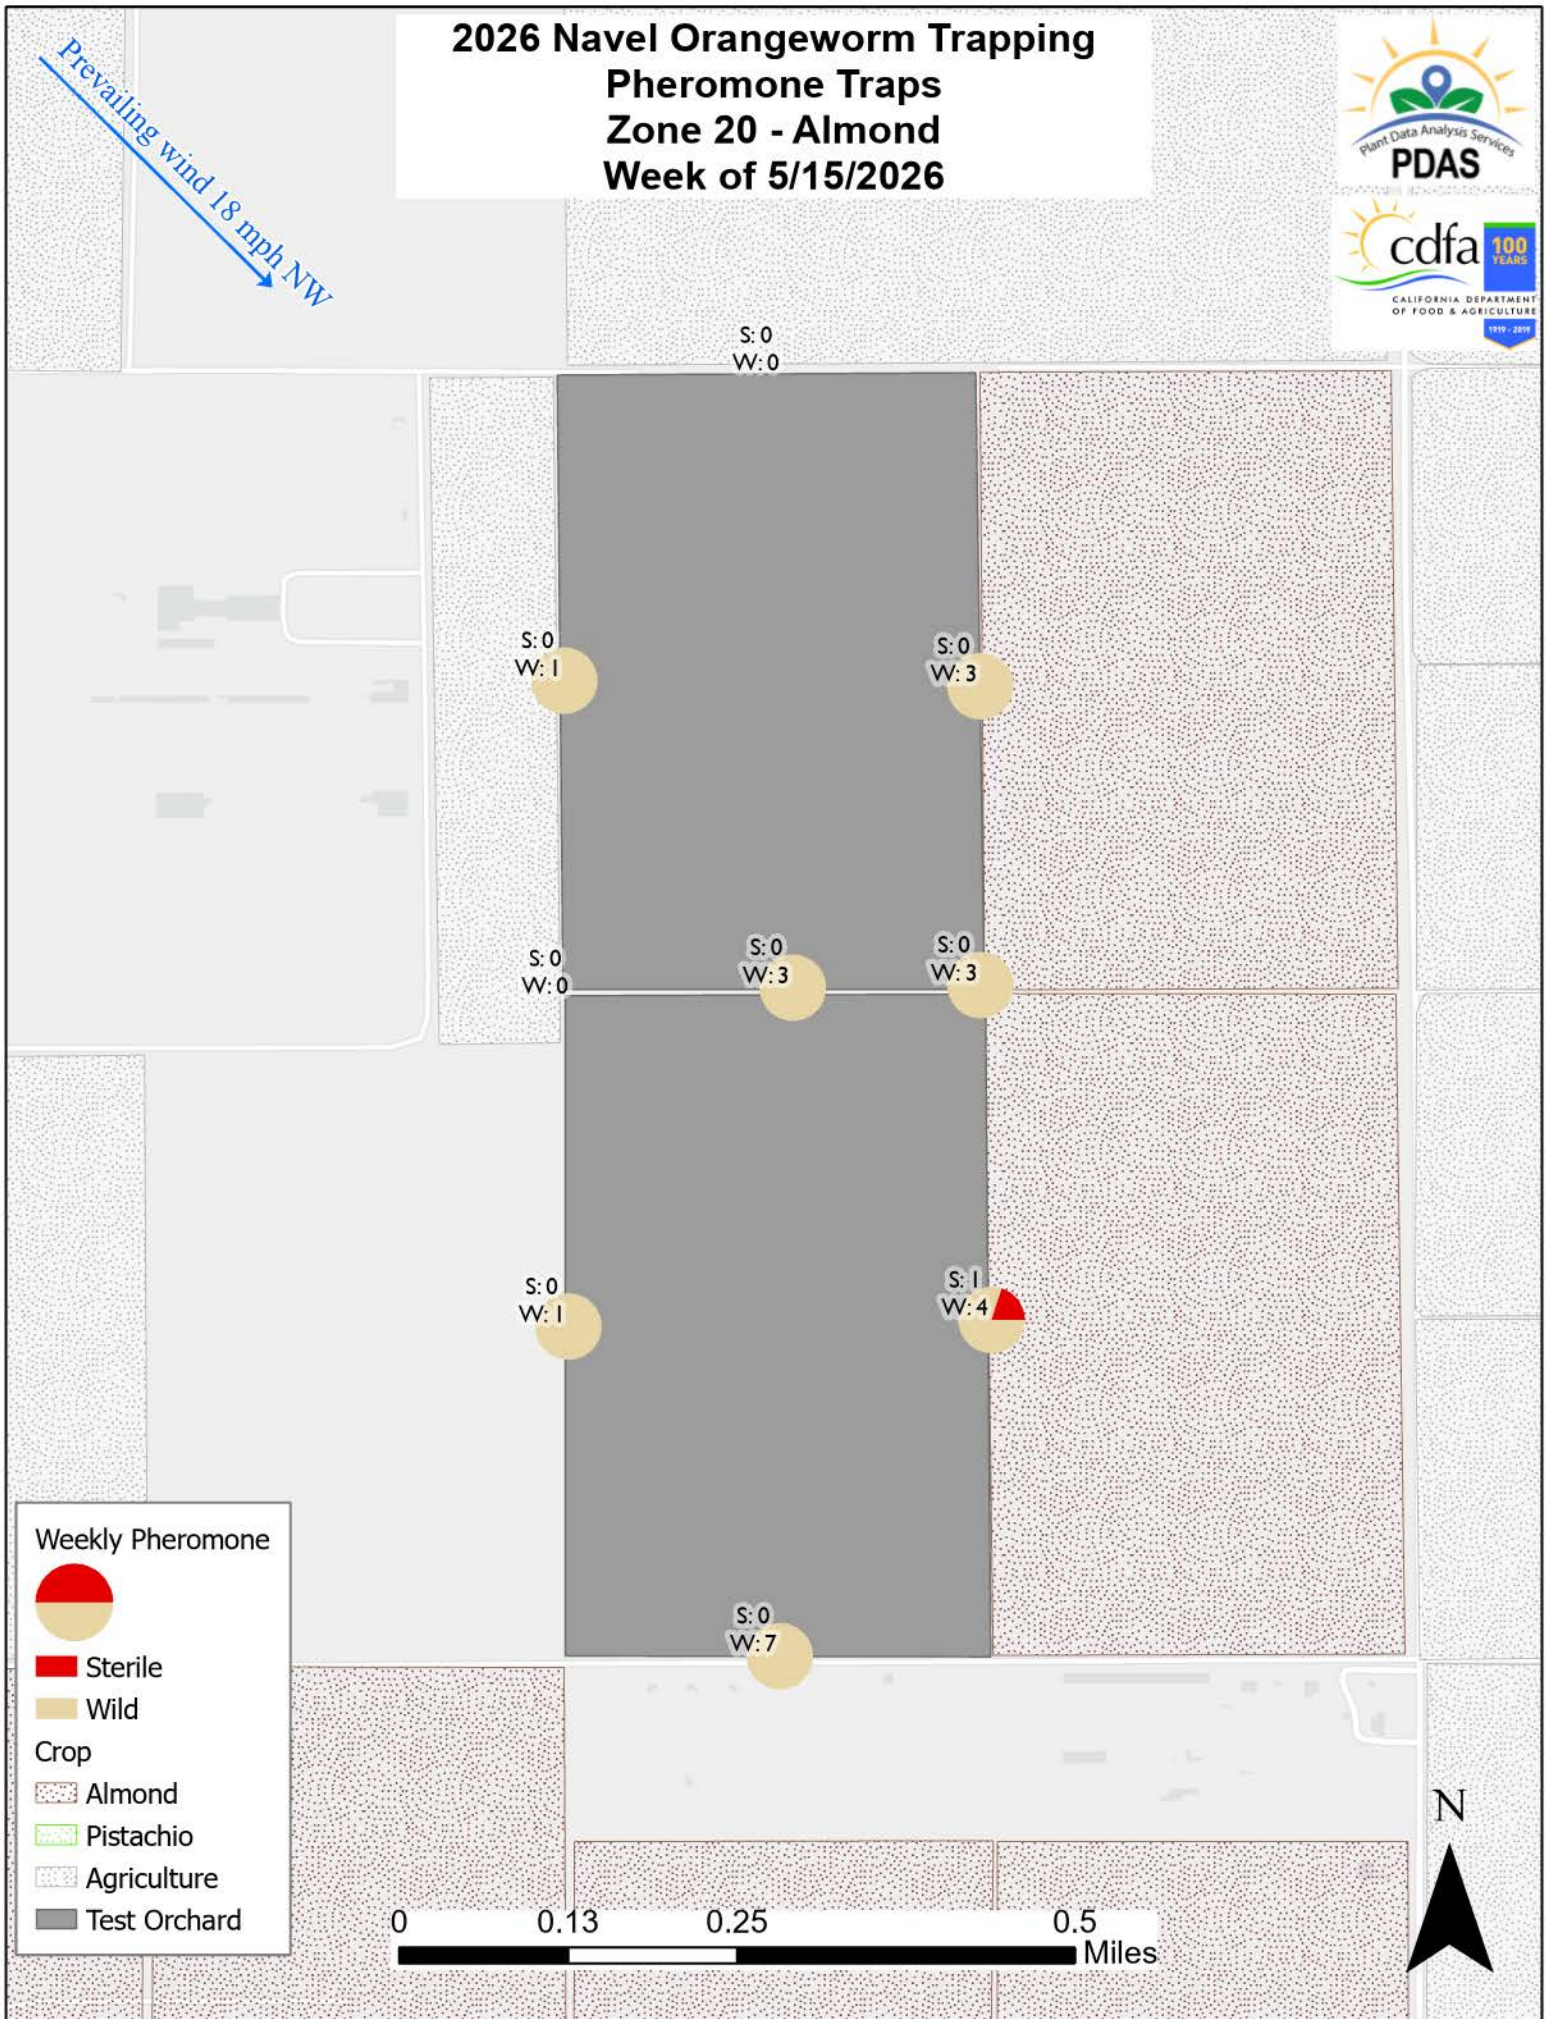 2026 Navel Orangeworm Trapping
Pheromone Traps
Zone 20 - Almond
Week of 5/15/2026
Prevailing wind 18 mph NW
Plant Data Analysis Services
PDAS
cdfa
100
YEARS
CALIFORNIA DEPARTMENT
OF FOOD & AGRICULTURE
1919 - 2019
S: 0
W: 0
S: 0
W: 1
S: 0
W: 3
S: 0
W: 0
S: 0
W: 3
S: 0
W: 3
S: 0
W: 1
S: 1
W: 4
S: 0
W: 7
Weekly Pheromone
Sterile
Wild
Crop
Almond
Pistachio
Agriculture
Test Orchard
0 0.13 0.25 0.5
Miles
N